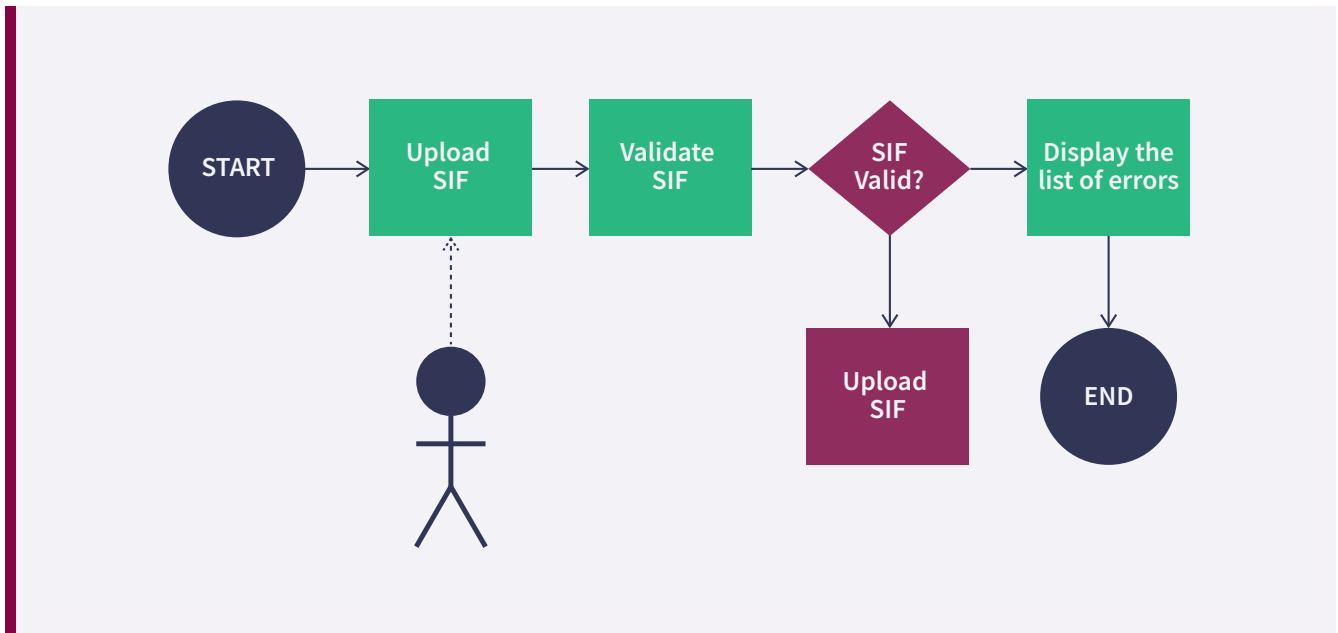 START
Upload
SIF
Validate
SIF
SIF
Valid?
Display the
list of errors
Upload
SIF
END